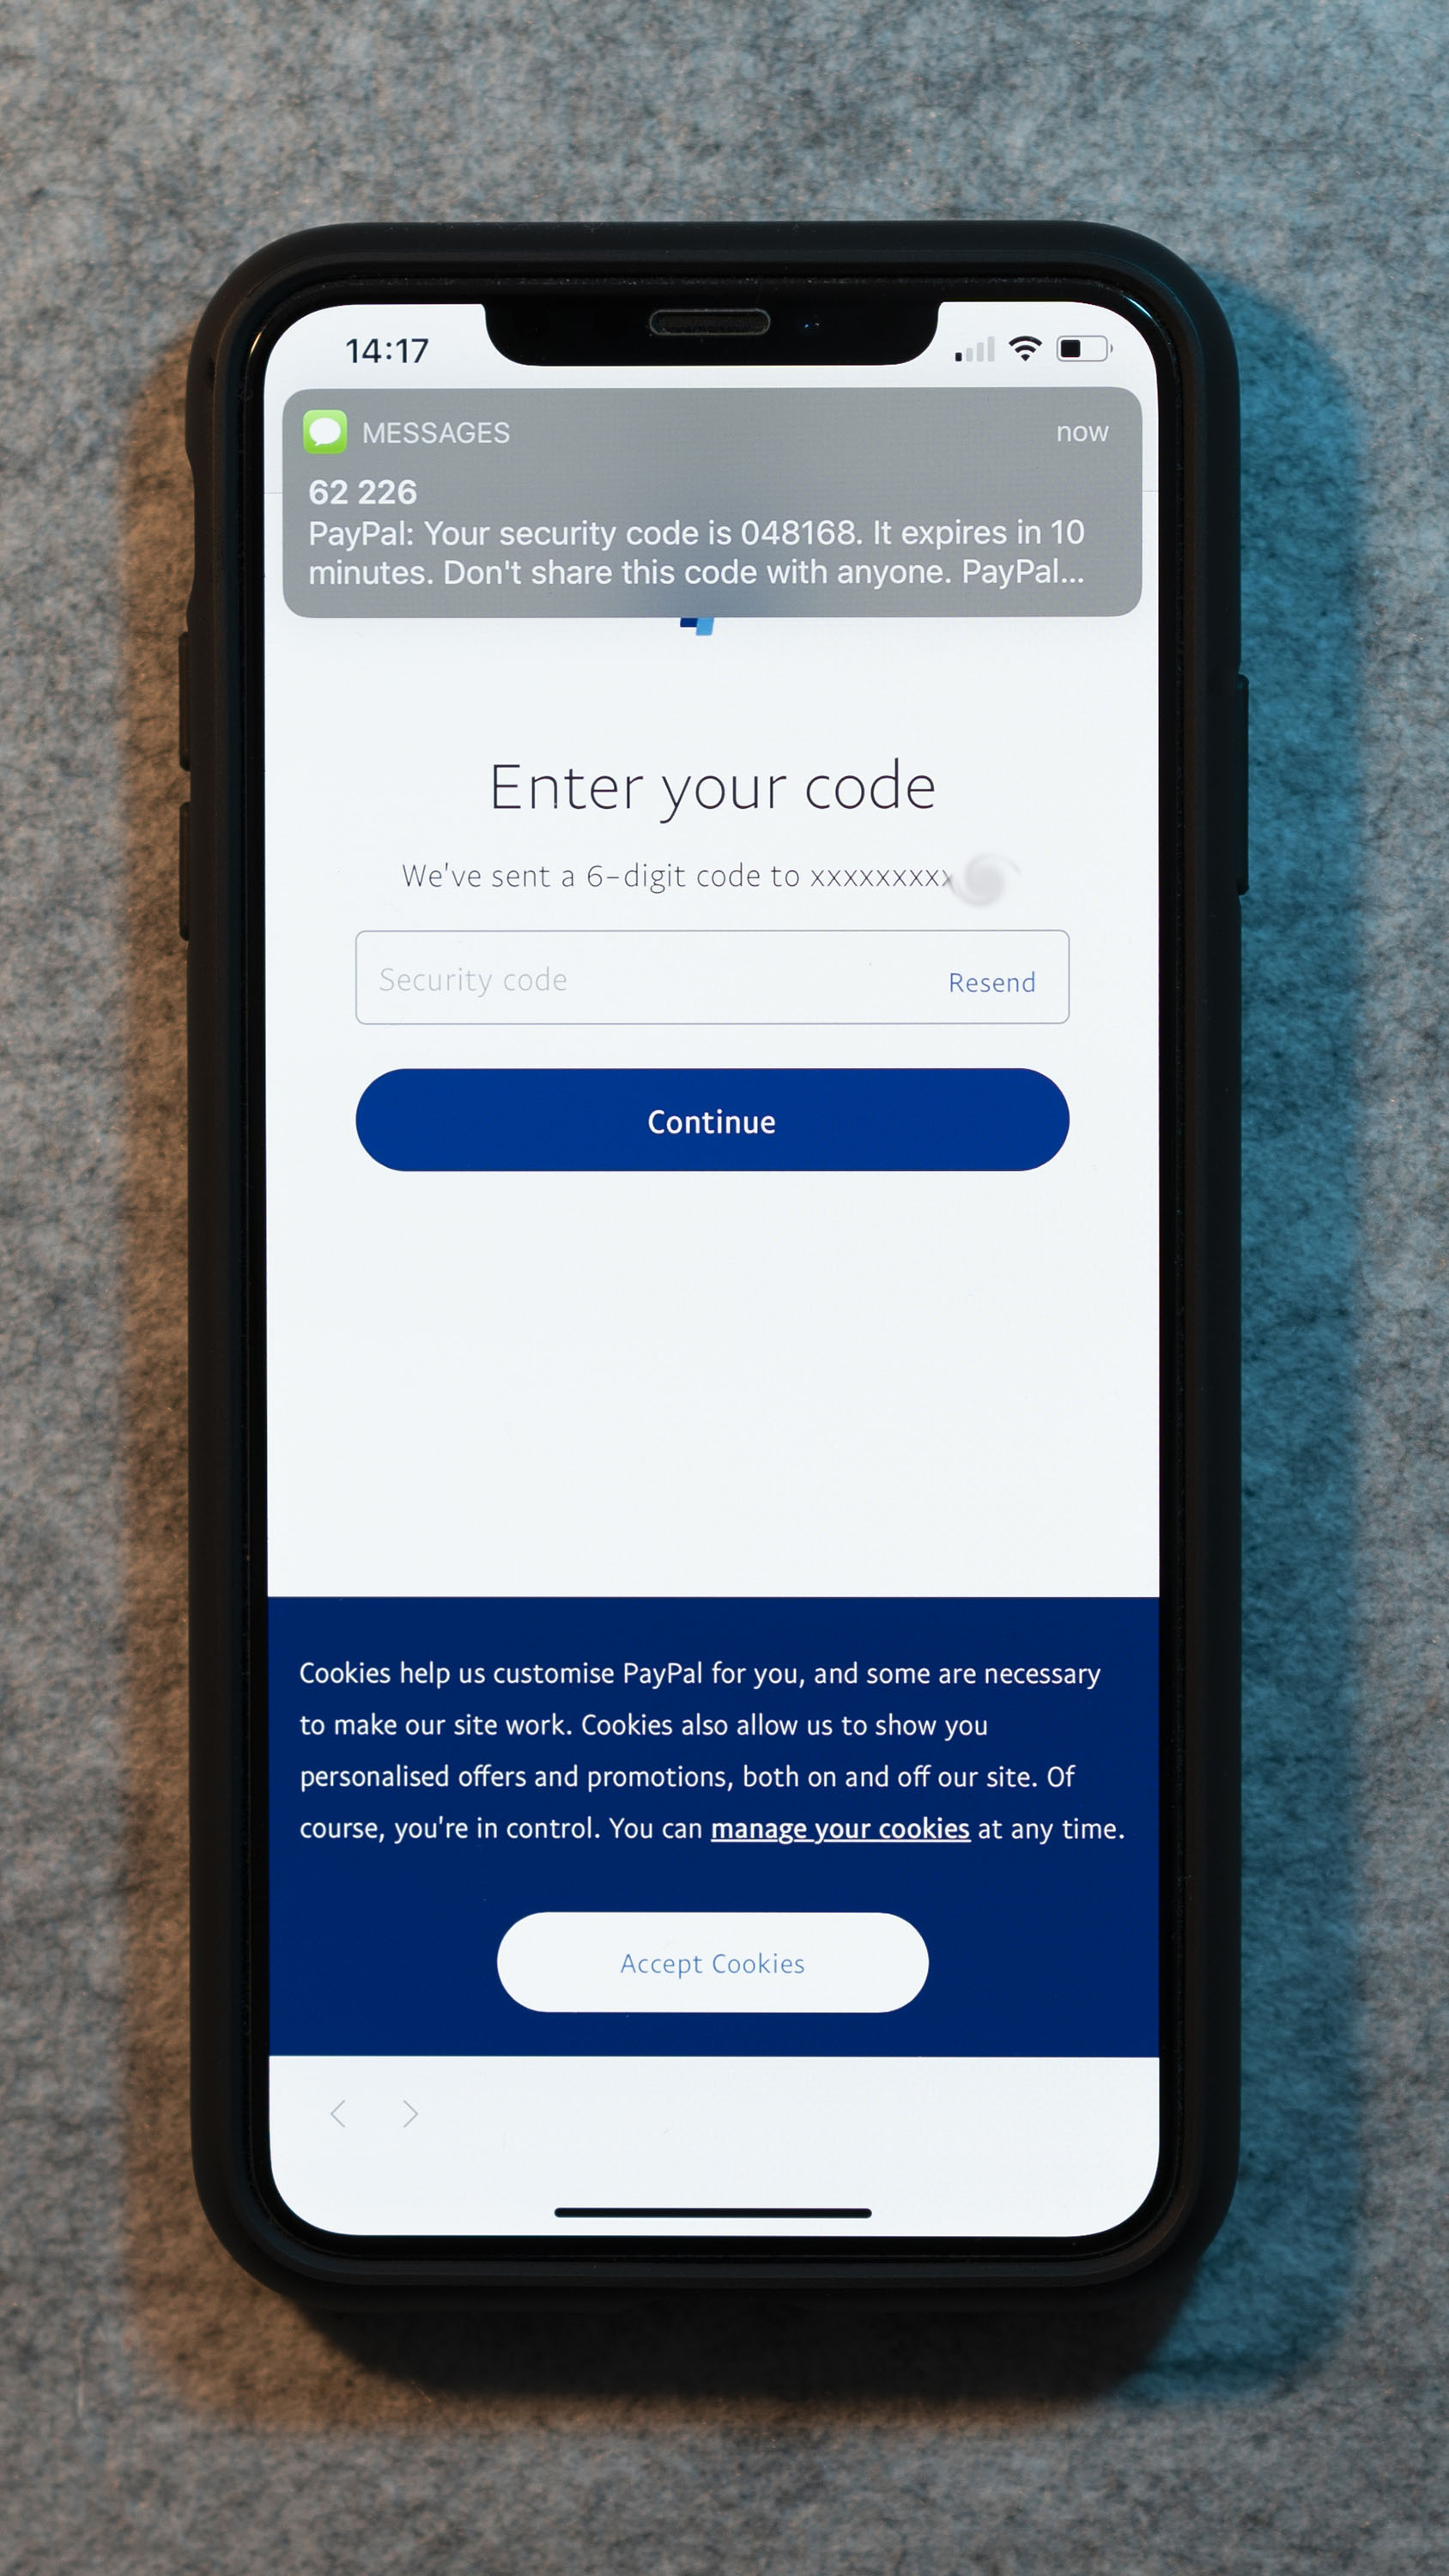 14:17
MESSAGES now
62 226
PayPal: Your security code is 048168. It expires in 10
minutes. Don't share this code with anyone. PayPal...
Enter your code
We've sent a 6-digit code to xxxxxxxxx
Security code Resend
Continue
Cookies help us customise PayPal for you, and some are necessary
to make our site work. Cookies also allow us to show you
personalised offers and promotions, both on and off our site. Of
course, you're in control. You can manage your cookies at any time.
Accept Cookies